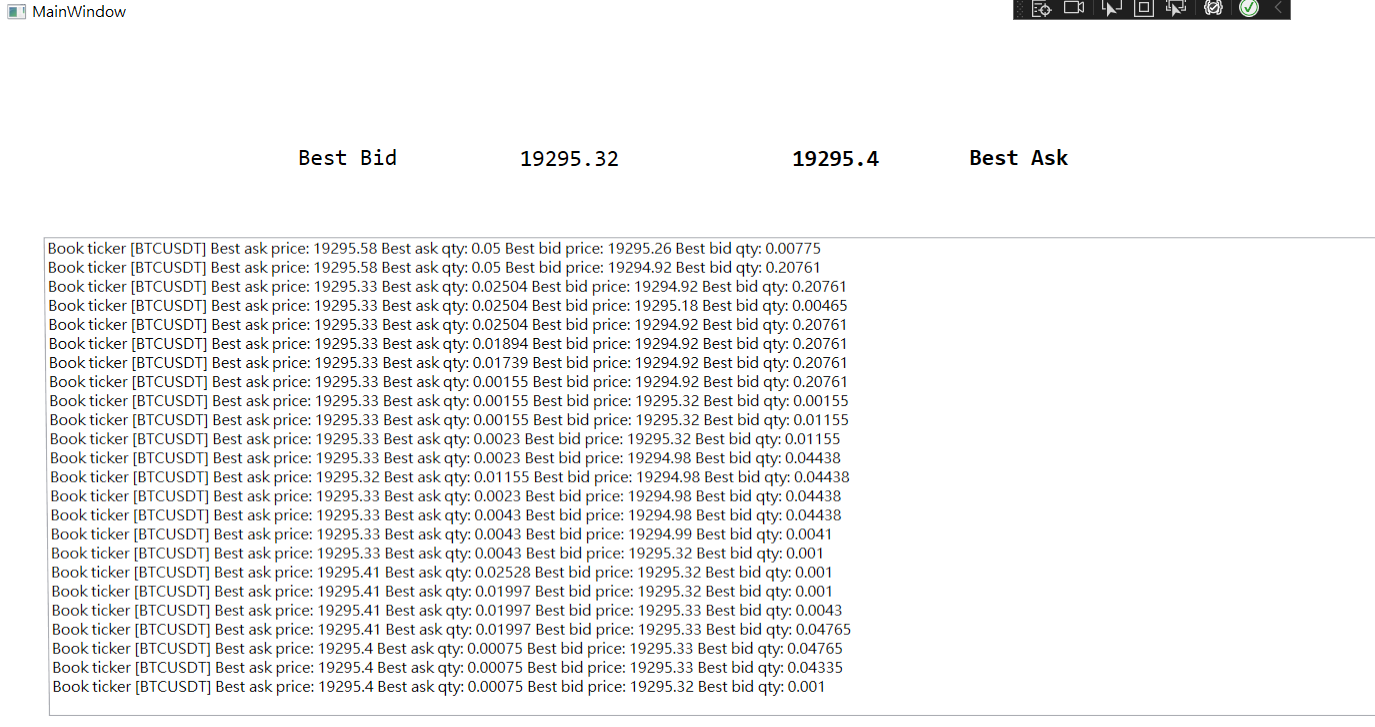 MainWindow
Best Bid 19295.32 19295.4 Best Ask
Book ticker [BTCUSDT] Best ask price: 19295.58 Best ask qty: 0.05 Best bid price: 19295.26 Best bid qty: 0.00775
Book ticker [BTCUSDT] Best ask price: 19295.58 Best ask qty: 0.05 Best bid price: 19294.92 Best bid qty: 0.20761
Book ticker [BTCUSDT] Best ask price: 19295.33 Best ask qty: 0.02504 Best bid price: 19294.92 Best bid qty: 0.20761
Book ticker [BTCUSDT] Best ask price: 19295.33 Best ask qty: 0.02504 Best bid price: 19295.18 Best bid qty: 0.00465
Book ticker [BTCUSDT] Best ask price: 19295.33 Best ask qty: 0.02504 Best bid price: 19294.92 Best bid qty: 0.20761
Book ticker [BTCUSDT] Best ask price: 19295.33 Best ask qty: 0.01894 Best bid price: 19294.92 Best bid qty: 0.20761
Book ticker [BTCUSDT] Best ask price: 19295.33 Best ask qty: 0.01739 Best bid price: 19294.92 Best bid qty: 0.20761
Book ticker [BTCUSDT] Best ask price: 19295.33 Best ask qty: 0.00155 Best bid price: 19294.92 Best bid qty: 0.20761
Book ticker [BTCUSDT] Best ask price: 19295.33 Best ask qty: 0.00155 Best bid price: 19295.32 Best bid qty: 0.00155
Book ticker [BTCUSDT] Best ask price: 19295.33 Best ask qty: 0.00155 Best bid price: 19295.32 Best bid qty: 0.01155
Book ticker [BTCUSDT] Best ask price: 19295.33 Best ask qty: 0.0023 Best bid price: 19295.32 Best bid qty: 0.01155
Book ticker [BTCUSDT] Best ask price: 19295.33 Best ask qty: 0.0023 Best bid price: 19294.98 Best bid qty: 0.04438
Book ticker [BTCUSDT] Best ask price: 19295.32 Best ask qty: 0.01155 Best bid price: 19294.98 Best bid qty: 0.04438
Book ticker [BTCUSDT] Best ask price: 19295.33 Best ask qty: 0.0023 Best bid price: 19294.98 Best bid qty: 0.04438
Book ticker [BTCUSDT] Best ask price: 19295.33 Best ask qty: 0.0043 Best bid price: 19294.98 Best bid qty: 0.04438
Book ticker [BTCUSDT] Best ask price: 19295.33 Best ask qty: 0.0043 Best bid price: 19294.99 Best bid qty: 0.0041
Book ticker [BTCUSDT] Best ask price: 19295.33 Best ask qty: 0.0043 Best bid price: 19295.32 Best bid qty: 0.001
Book ticker [BTCUSDT] Best ask price: 19295.41 Best ask qty: 0.02528 Best bid price: 19295.32 Best bid qty: 0.001
Book ticker [BTCUSDT] Best ask price: 19295.41 Best ask qty: 0.01997 Best bid price: 19295.32 Best bid qty: 0.001
Book ticker [BTCUSDT] Best ask price: 19295.41 Best ask qty: 0.01997 Best bid price: 19295.33 Best bid qty: 0.0043
Book ticker [BTCUSDT] Best ask price: 19295.41 Best ask qty: 0.01997 Best bid price: 19295.33 Best bid qty: 0.04765
Book ticker [BTCUSDT] Best ask price: 19295.4 Best ask qty: 0.00075 Best bid price: 19295.33 Best bid qty: 0.04765
Book ticker [BTCUSDT] Best ask price: 19295.4 Best ask qty: 0.00075 Best bid price: 19295.33 Best bid qty: 0.04335
Book ticker [BTCUSDT] Best ask price: 19295.4 Best ask qty: 0.00075 Best bid price: 19295.32 Best bid qty: 0.001